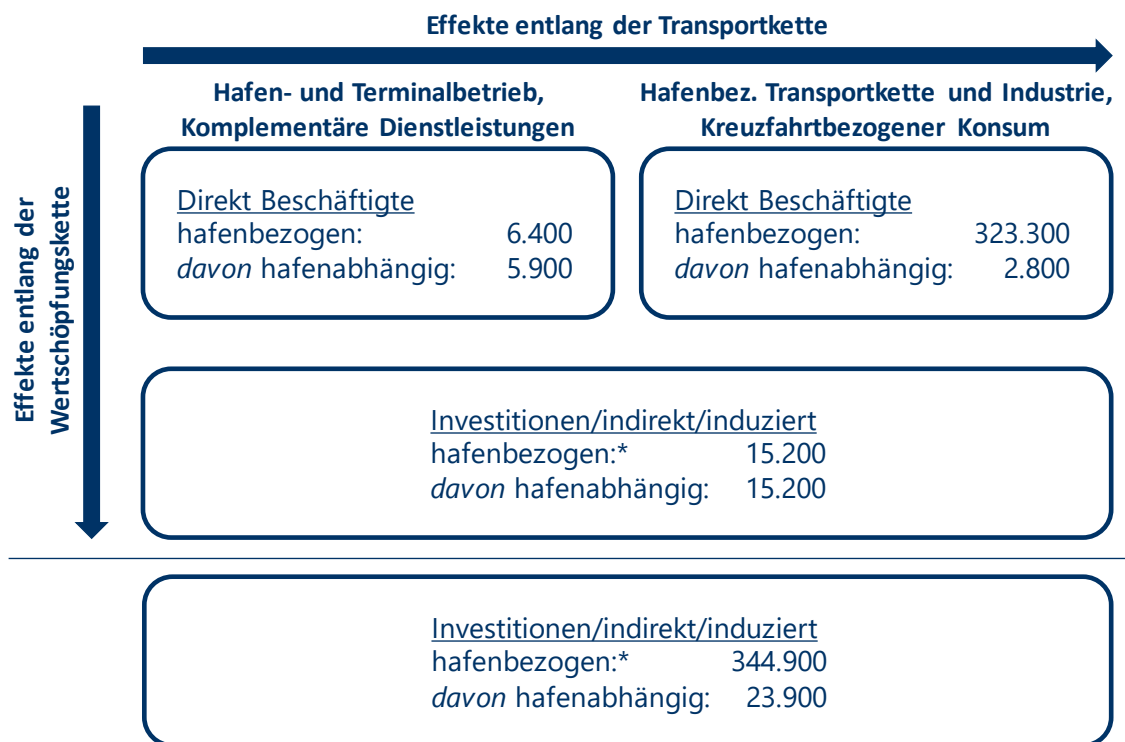 Effekte entlang der Transportkette
Hafen- und Terminalbetrieb,
Komplementäre Dienstleistungen
Hafenbez. Transportkette und Industrie,
Kreuzfahrtbezogener Konsum
Effekte entlang der
Wertschöpfungskette
Direkt Beschäftigte
hafenbezogen: 6.400
davon hafenabhängig: 5.900
Direkt Beschäftigte
hafenbezogen: 323.300
davon hafenabhängig: 2.800
Investitionen/indirekt/induziert
hafenbezogen:* 15.200
davon hafenabhängig: 15.200
Investitionen/indirekt/induziert
hafenbezogen:* 344.900
davon hafenabhängig: 23.900